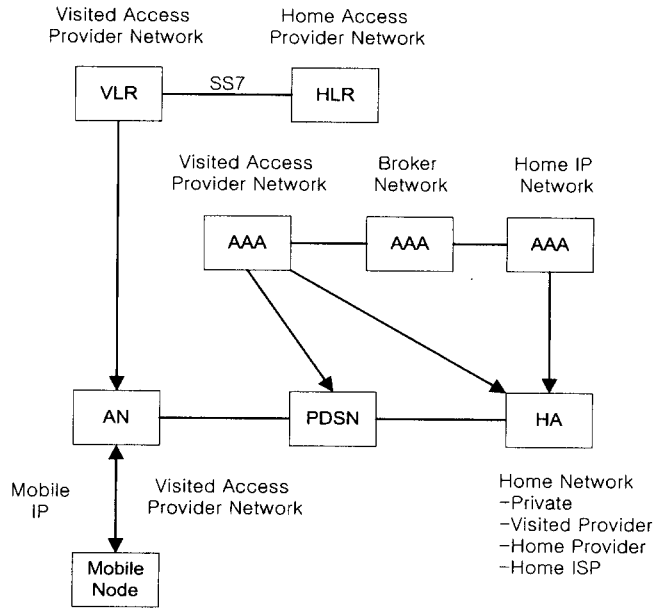 Visited Access
Provider Network
Home Access
Provider Network
VLR
SS7
HLR
Visited Access
Provider Network
Broker
Network
Home IP
Network
AAA
AAA
AAA
AN
PDSN
HA
Mobile
IP
Visited Access
Provider Network
Home Network
-Private
-Visited Provider
-Home Provider
-Home ISP
Mobile
Node